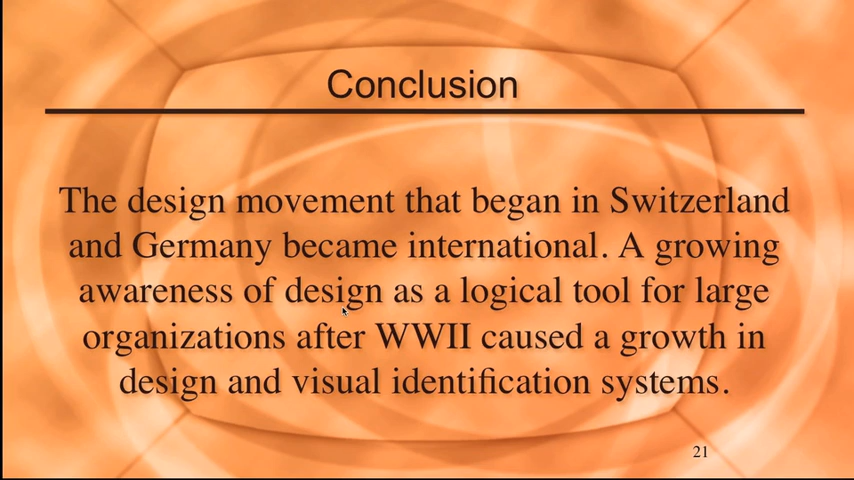 Conclusion
The design movement that began in Switzerland
and Germany became international. A growing
awareness of design as a logical tool for large
organizations after WWII caused a growth in
design and visual identification systems.
21